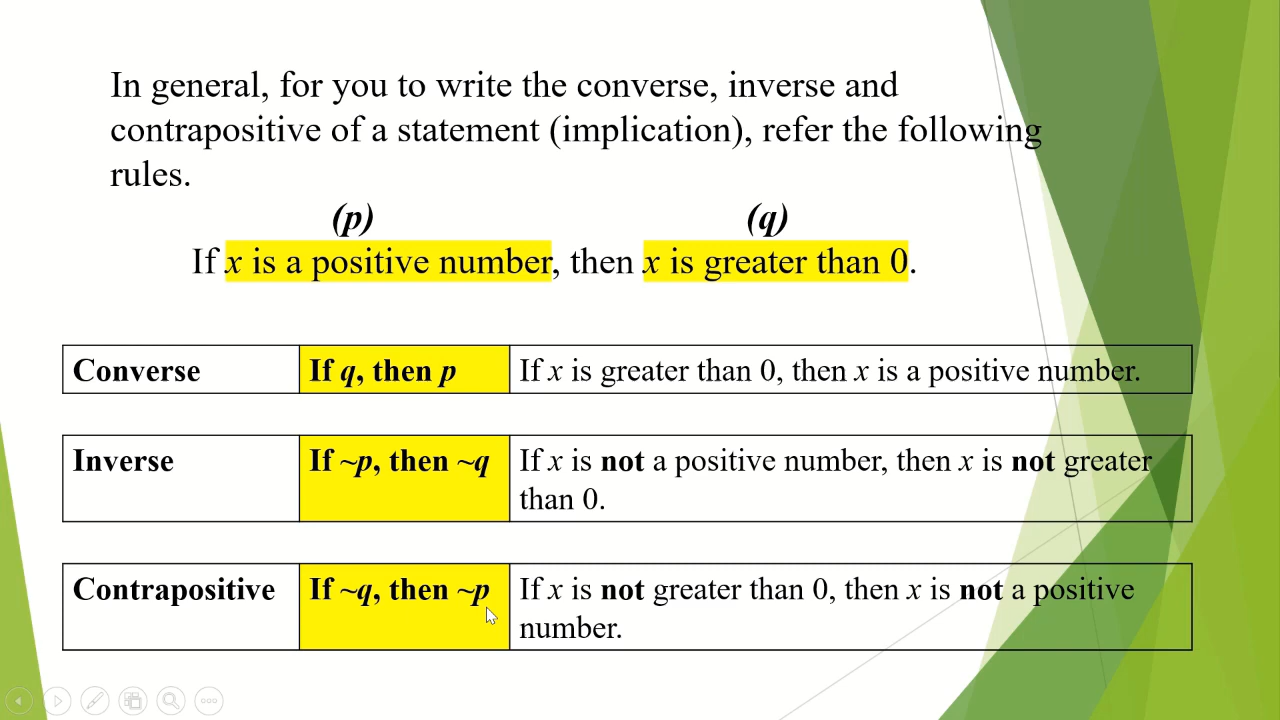 In general, for you to write the converse, inverse and
contrapositive of a statement (implication), refer the following
rules.
(p) (q)
If x is a positive number, then x is greater than 0.
Converse If q, then p If x is greater than 0, then x is a positive number.
Inverse If ~p, then ~q If x is not a positive number, then x is not greater
than 0.
Contrapositive If ~q, then ~p If x is not greater than 0, then x is not a positive
number.